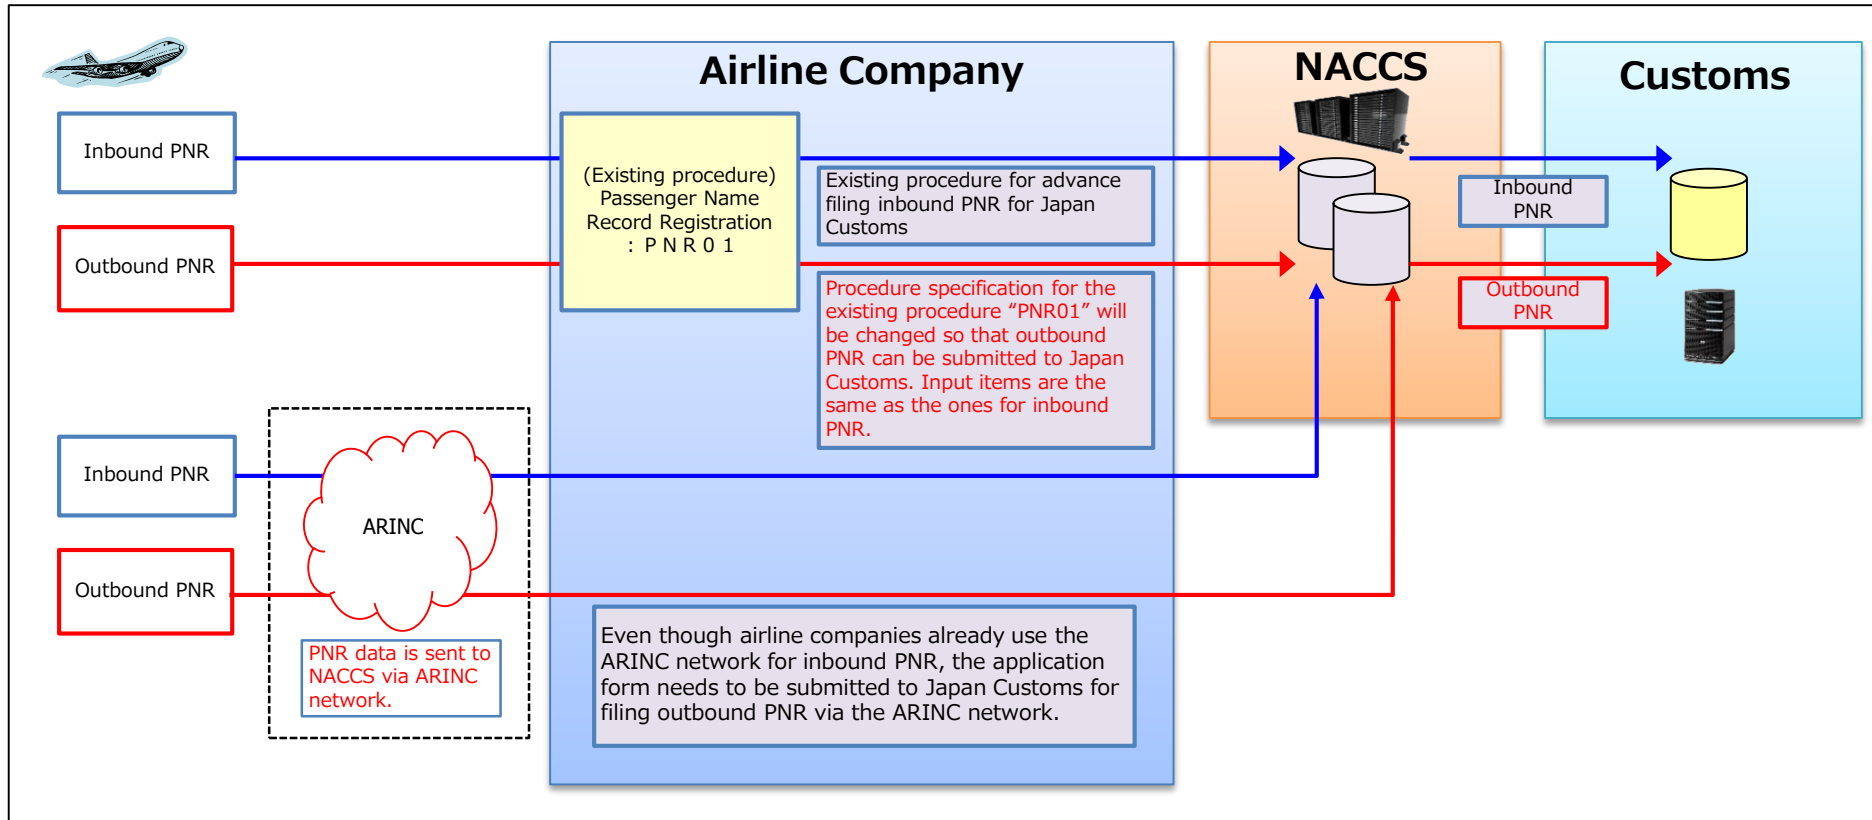 Airline Company
NACCS
Customs
Inbound PNR
(Existing procedure)
Passenger Name
Record Registration
: P N R 0 1
Existing procedure for advance
filing inbound PNR for Japan
Customs
Inbound
PNR
Outbound PNR
Procedure specification for the
existing procedure “PNR01” will
be changed so that outbound
PNR can be submitted to Japan
Customs. Input items are the
same as the ones for inbound
PNR.
Outbound
PNR
Inbound PNR
ARINC
Outbound PNR
PNR data is sent to
NACCS via ARINC
network.
Even though airline companies already use the
ARINC network for inbound PNR, the application
form needs to be submitted to Japan Customs for
filing outbound PNR via the ARINC network.